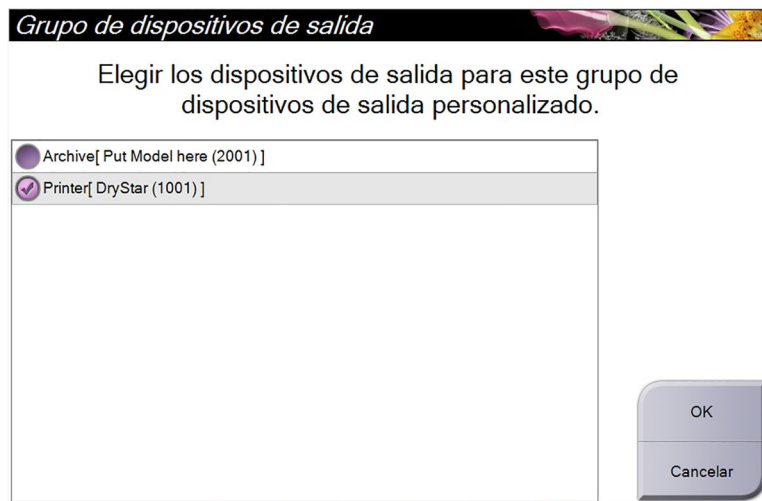 Grupo de dispositivos de salida
Elegir los dispositivos de salida para este grupo de
dispositivos de salida personalizado.
Archive[ Put Model here (2001) ]
Printer[ DryStar (1001) ]
OK
Cancelar